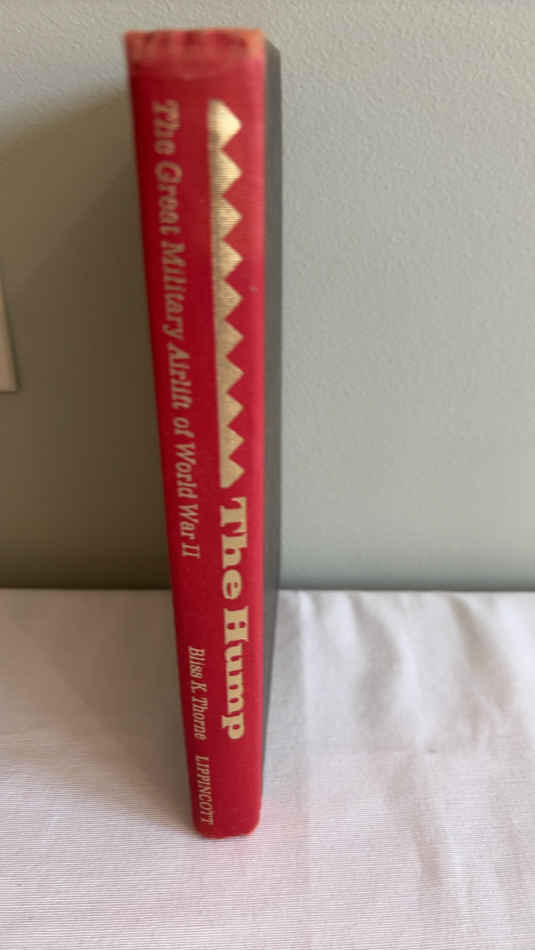 The Hump
The Great Military Airlift of World War II
Bliss K. Thorne
LIPPINCOTT